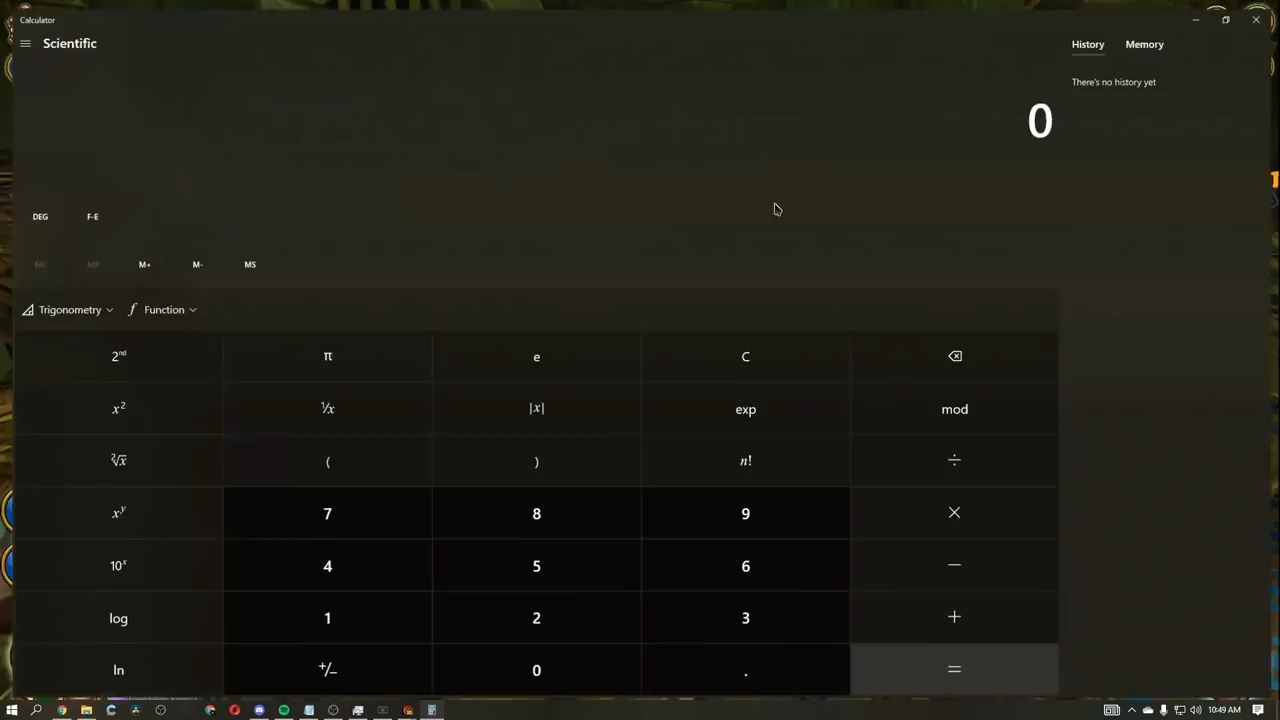 Calculator
Scientific
History Memory
There's no history yet
0
DEG F-E
MC MR M+ M- MS
Trigonometry f Function
2ⁿᵈ π e C
x² ¹⁄x |x| exp mod
²√x ( ) n! ÷
xʸ 7 8 9 ×
10ˣ 4 5 6 −
log 1 2 3 +
ln +/− 0 . =
10:49 AM